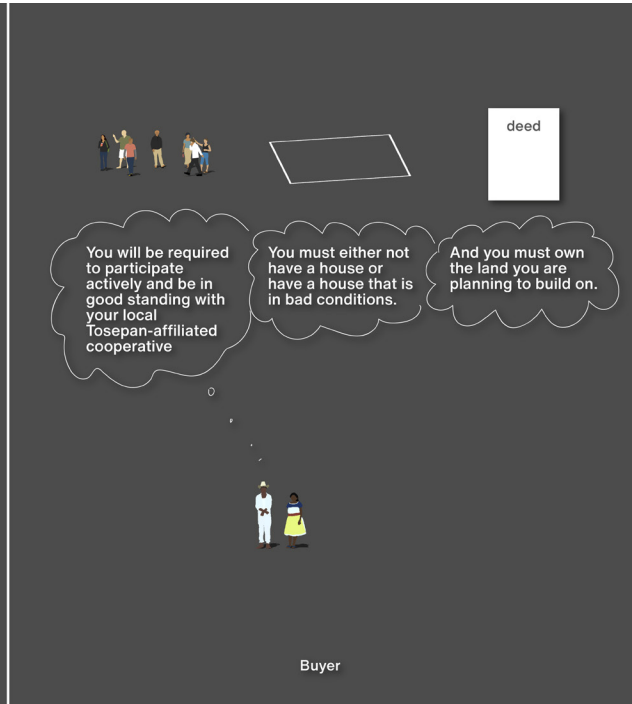 deed
You will be required
to participate
actively and be in
good standing with
your local
Tosepan-affiliated
cooperative
You must either not
have a house or
have a house that is
in bad conditions.
And you must own
the land you are
planning to build on.
Buyer